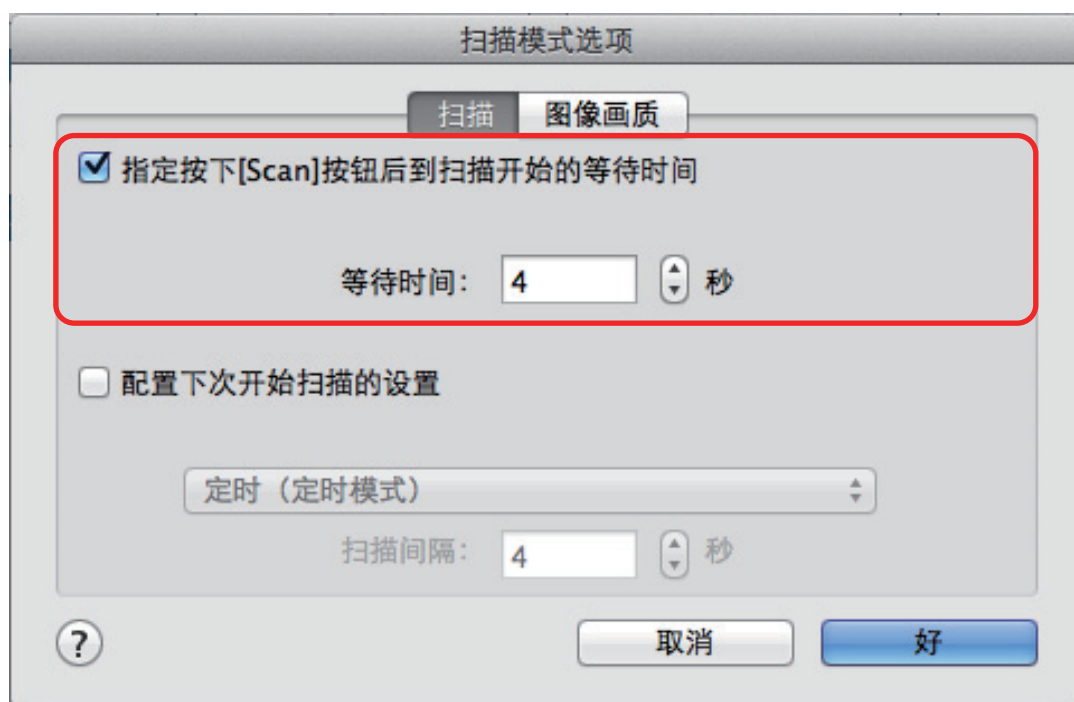 扫描模式选项
扫描 图像画质
指定按下[Scan]按钮后到扫描开始的等待时间
等待时间: 4 秒
配置下次开始扫描的设置
定时（定时模式）
扫描间隔: 4 秒
? 取消 好